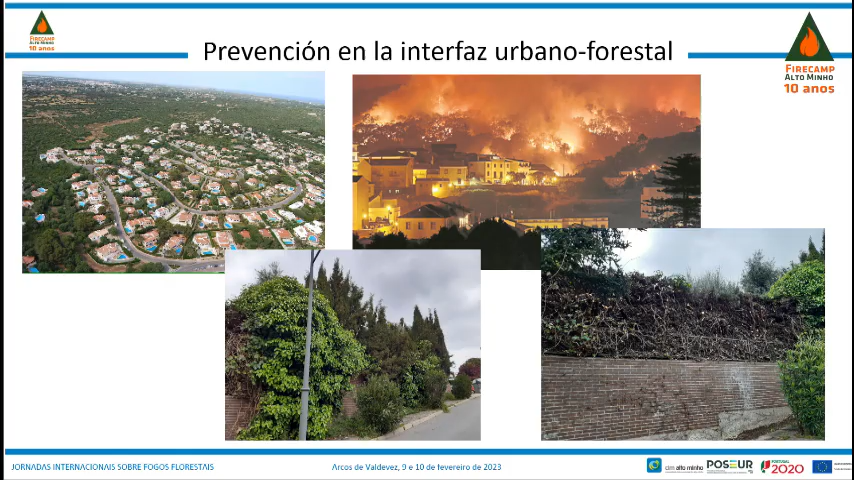 FIRECAMP
ALTO MINHO
10 anos
Prevención en la interfaz urbano-forestal
FIRECAMP
ALTO MINHO
10 anos
JORNADAS INTERNACIONAIS SOBRE FOGOS FLORESTAIS
Arcos de Valdevez, 9 e 10 de fevereiro de 2023
cim alto minho
POSEUR
PORTUGAL
2020